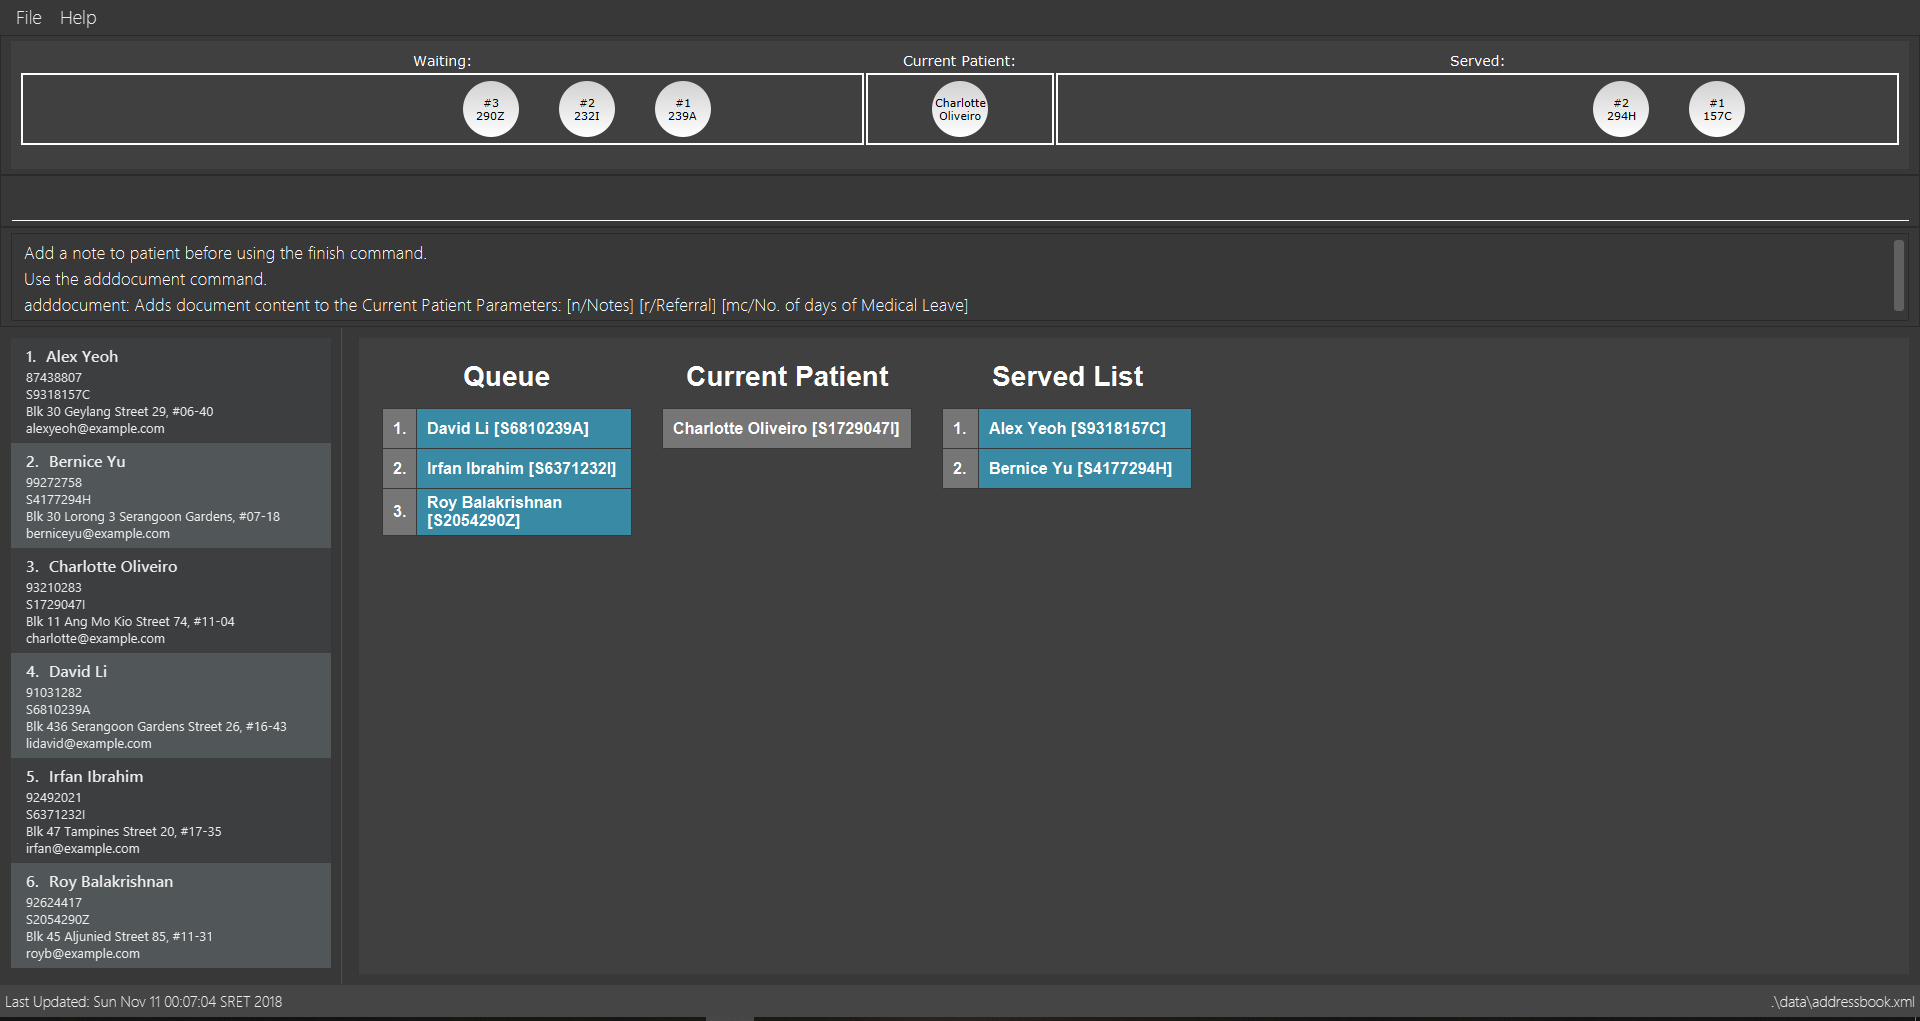 File Help
Waiting: Current Patient: Served:
#3 290Z #2 232I #1 239A Charlotte Oliveiro #2 294H #1 157C
Add a note to patient before using the finish command.
Use the adddocument command.
adddocument: Adds document content to the Current Patient Parameters: [n/Notes] [r/Referral] [mc/No. of days of Medical Leave]
1. Alex Yeoh
87438807
S9318157C
Blk 30 Geylang Street 29, #06-40
alexyeoh@example.com
2. Bernice Yu
99272758
S4177294H
Blk 30 Lorong 3 Serangoon Gardens, #07-18
berniceyu@example.com
3. Charlotte Oliveiro
93210283
S1729047I
Blk 11 Ang Mo Kio Street 74, #11-04
charlotte@example.com
4. David Li
91031282
S6810239A
Blk 436 Serangoon Gardens Street 26, #16-43
lidavid@example.com
5. Irfan Ibrahim
92492021
S6371232I
Blk 47 Tampines Street 20, #17-35
irfan@example.com
6. Roy Balakrishnan
92624417
S2054290Z
Blk 45 Aljunied Street 85, #11-31
royb@example.com
Queue
1. David Li [S6810239A]
2. Irfan Ibrahim [S6371232I]
3. Roy Balakrishnan
[S2054290Z]
Current Patient
Charlotte Oliveiro [S1729047I]
Served List
1. Alex Yeoh [S9318157C]
2. Bernice Yu [S4177294H]
Last Updated: Sun Nov 11 00:07:04 SRET 2018
.\data\addressbook.xml